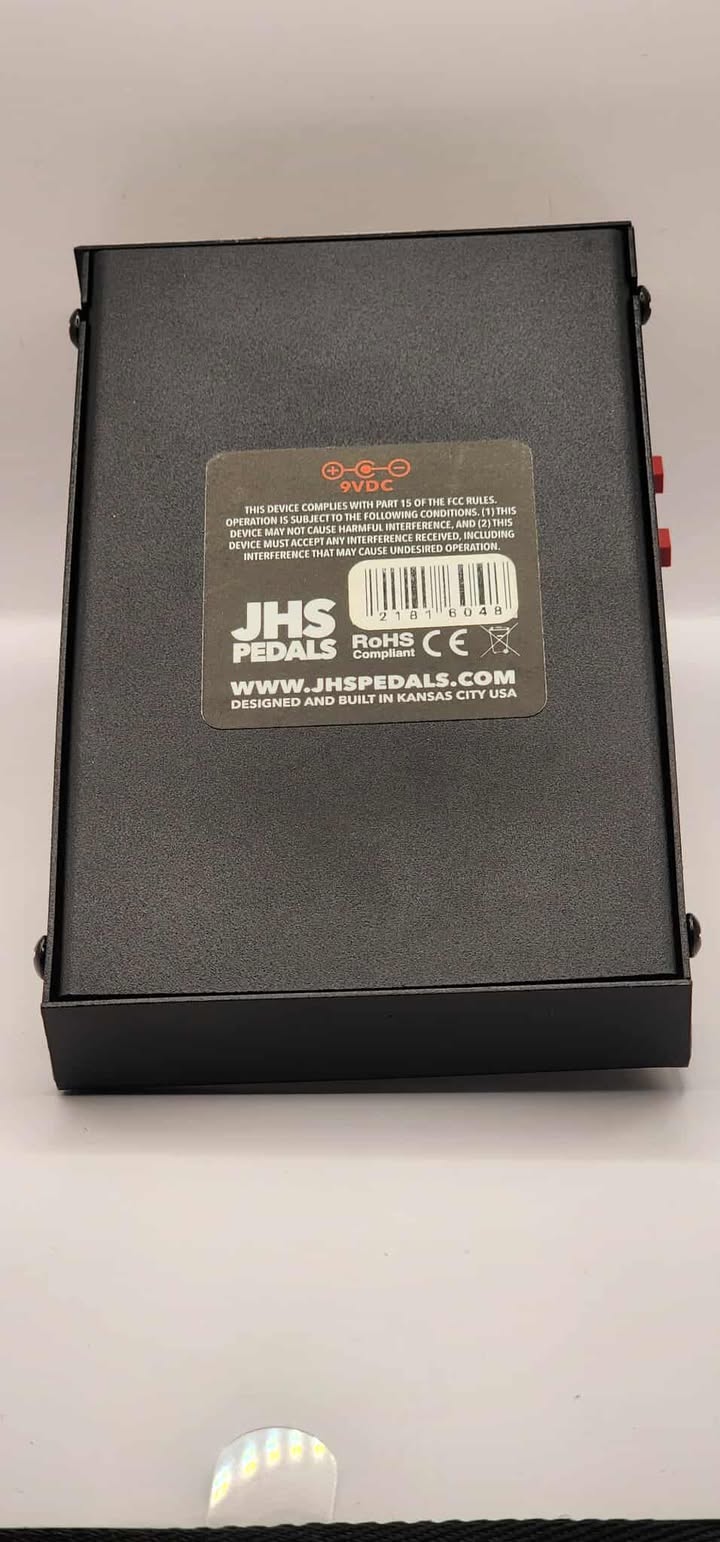 9VDC
THIS DEVICE COMPLIES WITH PART 15 OF THE FCC RULES.
OPERATION IS SUBJECT TO THE FOLLOWING CONDITIONS. (1) THIS
DEVICE MAY NOT CAUSE HARMFUL INTERFERENCE, AND (2) THIS
DEVICE MUST ACCEPT ANY INTERFERENCE RECEIVED, INCLUDING
INTERFERENCE THAT MAY CAUSE UNDESIRED OPERATION.
21816048
JHS
PEDALS
RoHS
Compliant
CE
WWW.JHSPEDALS.COM
DESIGNED AND BUILT IN KANSAS CITY USA